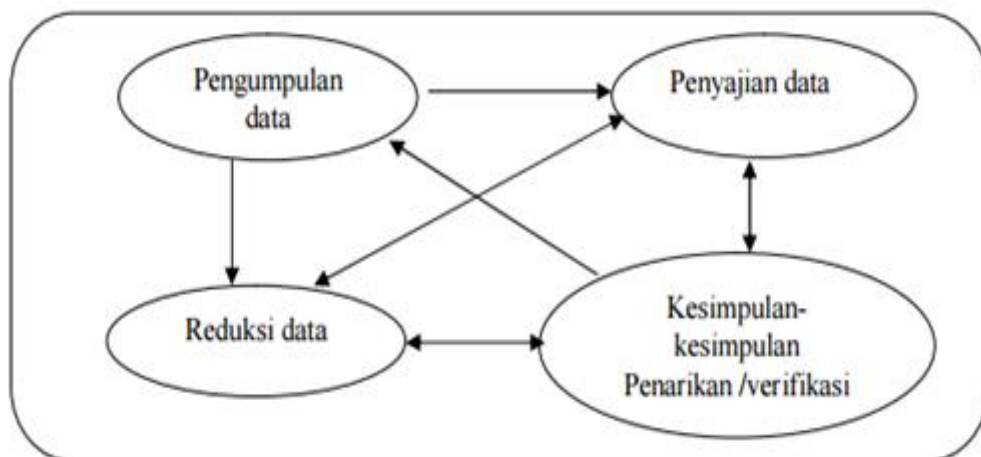 Pengumpulan
data
Penyajian data
Reduksi data
Kesimpulan-
kesimpulan
Penarikan /verifikasi